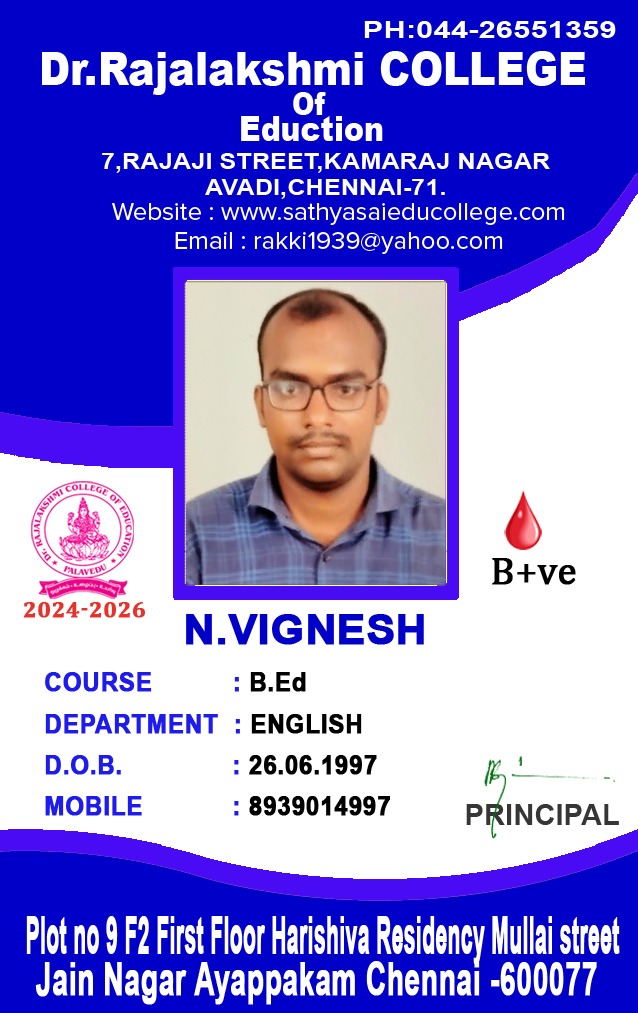 PH:044-26551359
Dr.Rajalakshmi COLLEGE
Of
Eduction
7,RAJAJI STREET,KAMARAJ NAGAR
AVADI,CHENNAI-71.
Website : www.sathyasaieducollege.com
Email : rakki1939@yahoo.com
Dr. RAJALAKSHMI COLLEGE OF EDUCATION
PALAVEDU
2024-2026
B+ve
N.VIGNESH
COURSE : B.Ed
DEPARTMENT : ENGLISH
D.O.B. : 26.06.1997
MOBILE : 8939014997
PRINCIPAL
Plot no 9 F2 First Floor Harishiva Residency Mullai street
Jain Nagar Ayappakam Chennai -600077